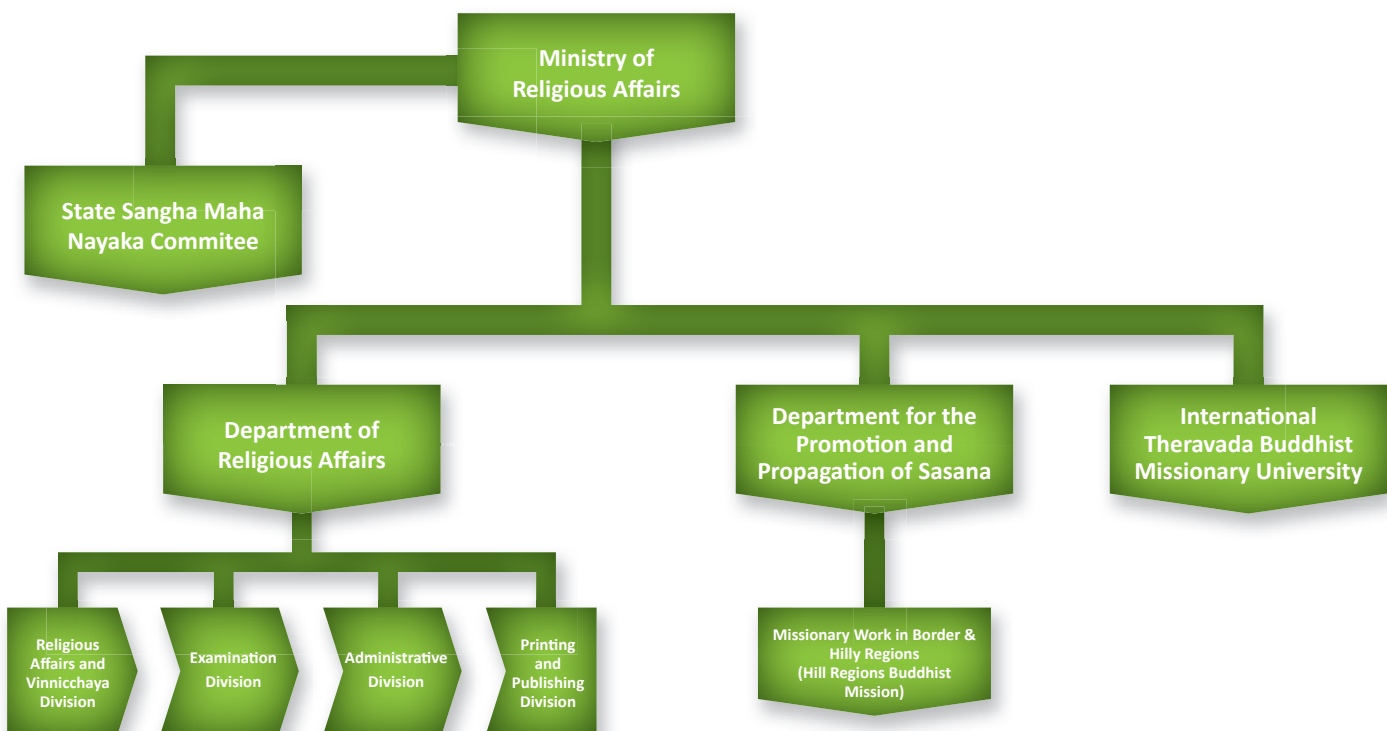 Ministry of
Religious Affairs
State Sangha Maha
Nayaka Commitee
Department of
Religious Affairs
Department for the
Promotion and
Propagation of Sasana
International
Theravada Buddhist
Missionary University
Religious
Affairs and
Vinnicchaya
Division
Examination
Division
Administrative
Division
Printing
and
Publishing
Division
Missionary Work in Border &
Hilly Regions
(Hill Regions Buddhist
Mission)